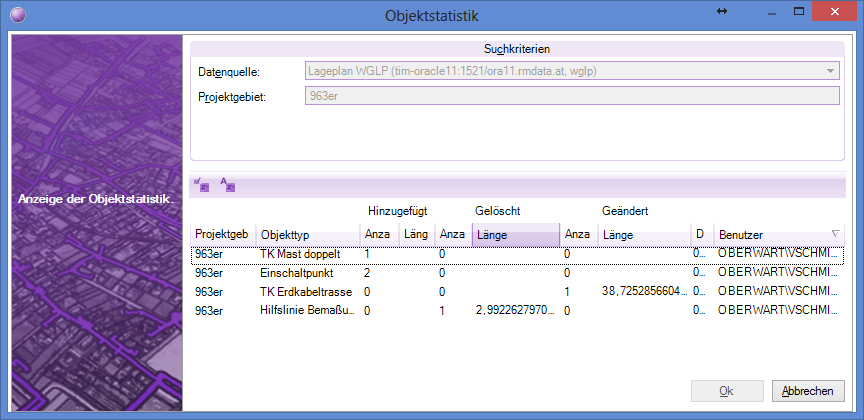 Objektstatistik
Suchkriterien
Datenquelle: Lageplan WGLP (tim-oracle11:1521/ora11.rmdata.at, wglp)
Projektgebiet: 963er
Anzeige der Objektstatistik.
Hinzugefügt Gelöscht Geändert
Projektgeb Objekttyp Anza Läng Anza Länge Anza Länge D Benutzer
963er TK Mast doppelt 1 0 0 0... OBERWART\VSCHMI...
963er Einschaltpunkt 2 0 0 0... OBERWART\VSCHMI...
963er TK Erdkabeltrasse 0 0 1 38,7252856604... 0... OBERWART\VSCHMI...
963er Hilfslinie Bemaßu... 0 1 2,9922627970... 0 0... OBERWART\VSCHMI...
Ok Abbrechen